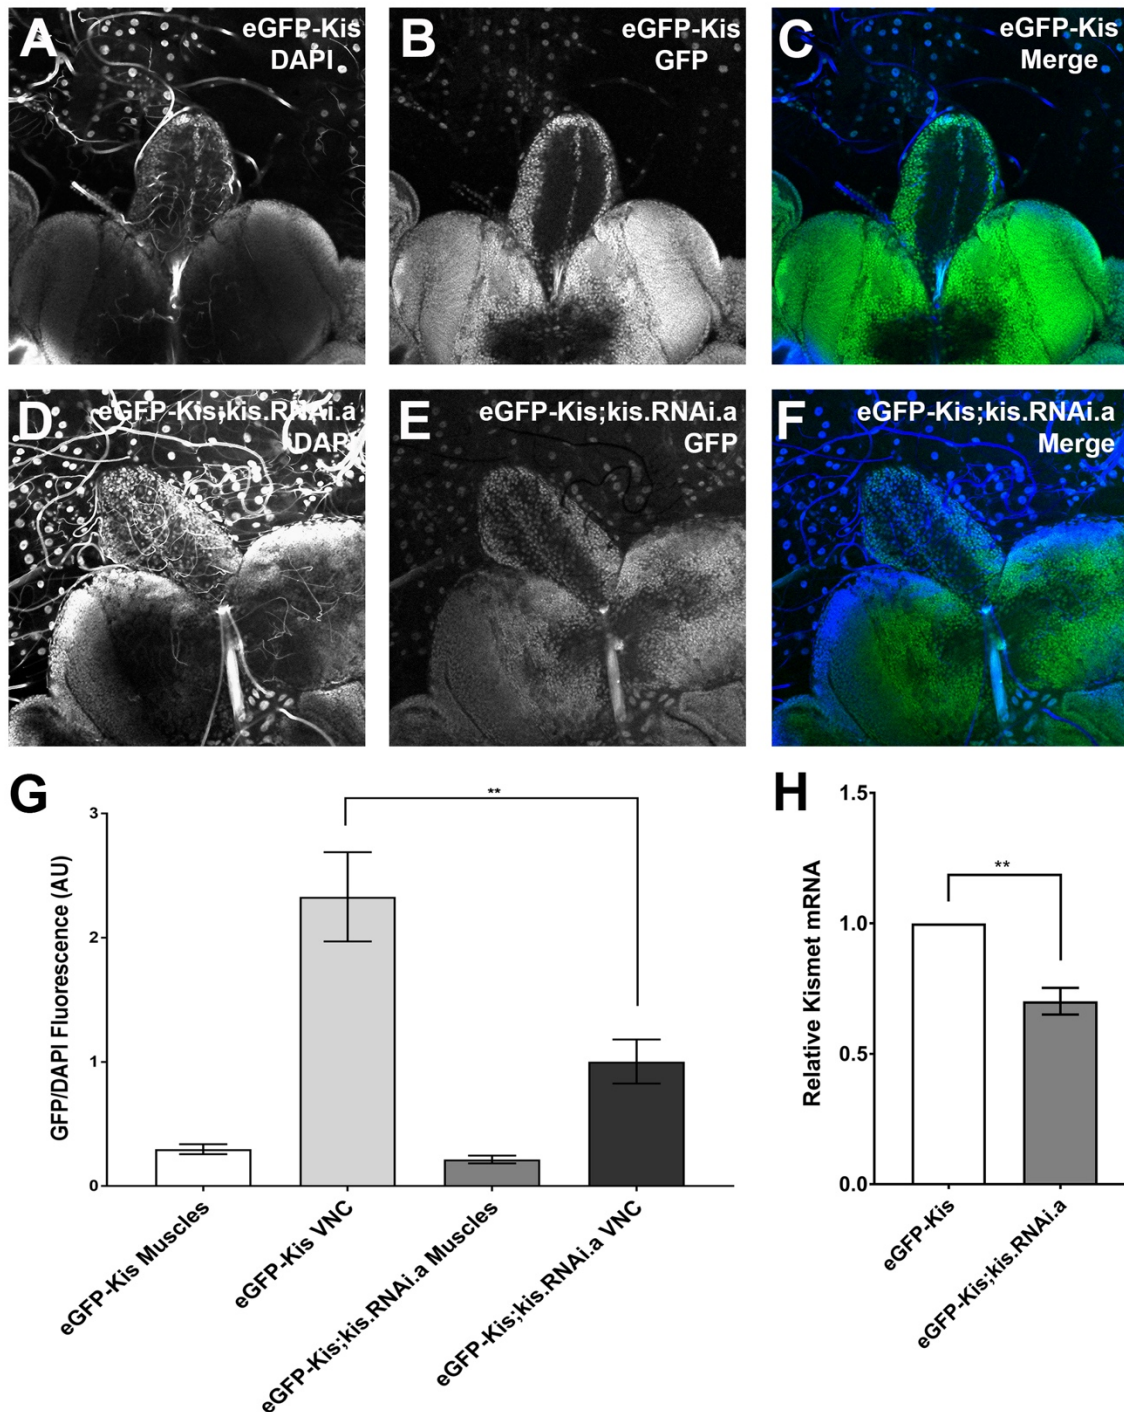 A
eGFP-Kis
DAPI
B
eGFP-Kis
GFP
C
eGFP-Kis
Merge
D
eGFP-Kis;kis.RNAi.a
DAPI
E
eGFP-Kis;kis.RNAi.a
GFP
F
eGFP-Kis;kis.RNAi.a
Merge
G
GFP/DAPI Fluorescence (AU)
3
2
1
0
**
eGFP-Kis Muscles
eGFP-Kis VNC
eGFP-Kis;kis.RNAi.a Muscles
eGFP-Kis;kis.RNAi.a VNC
H
Relative Kismet mRNA
1.5
1.0
0.5
0.0
**
eGFP-Kis
eGFP-Kis;kis.RNAi.a